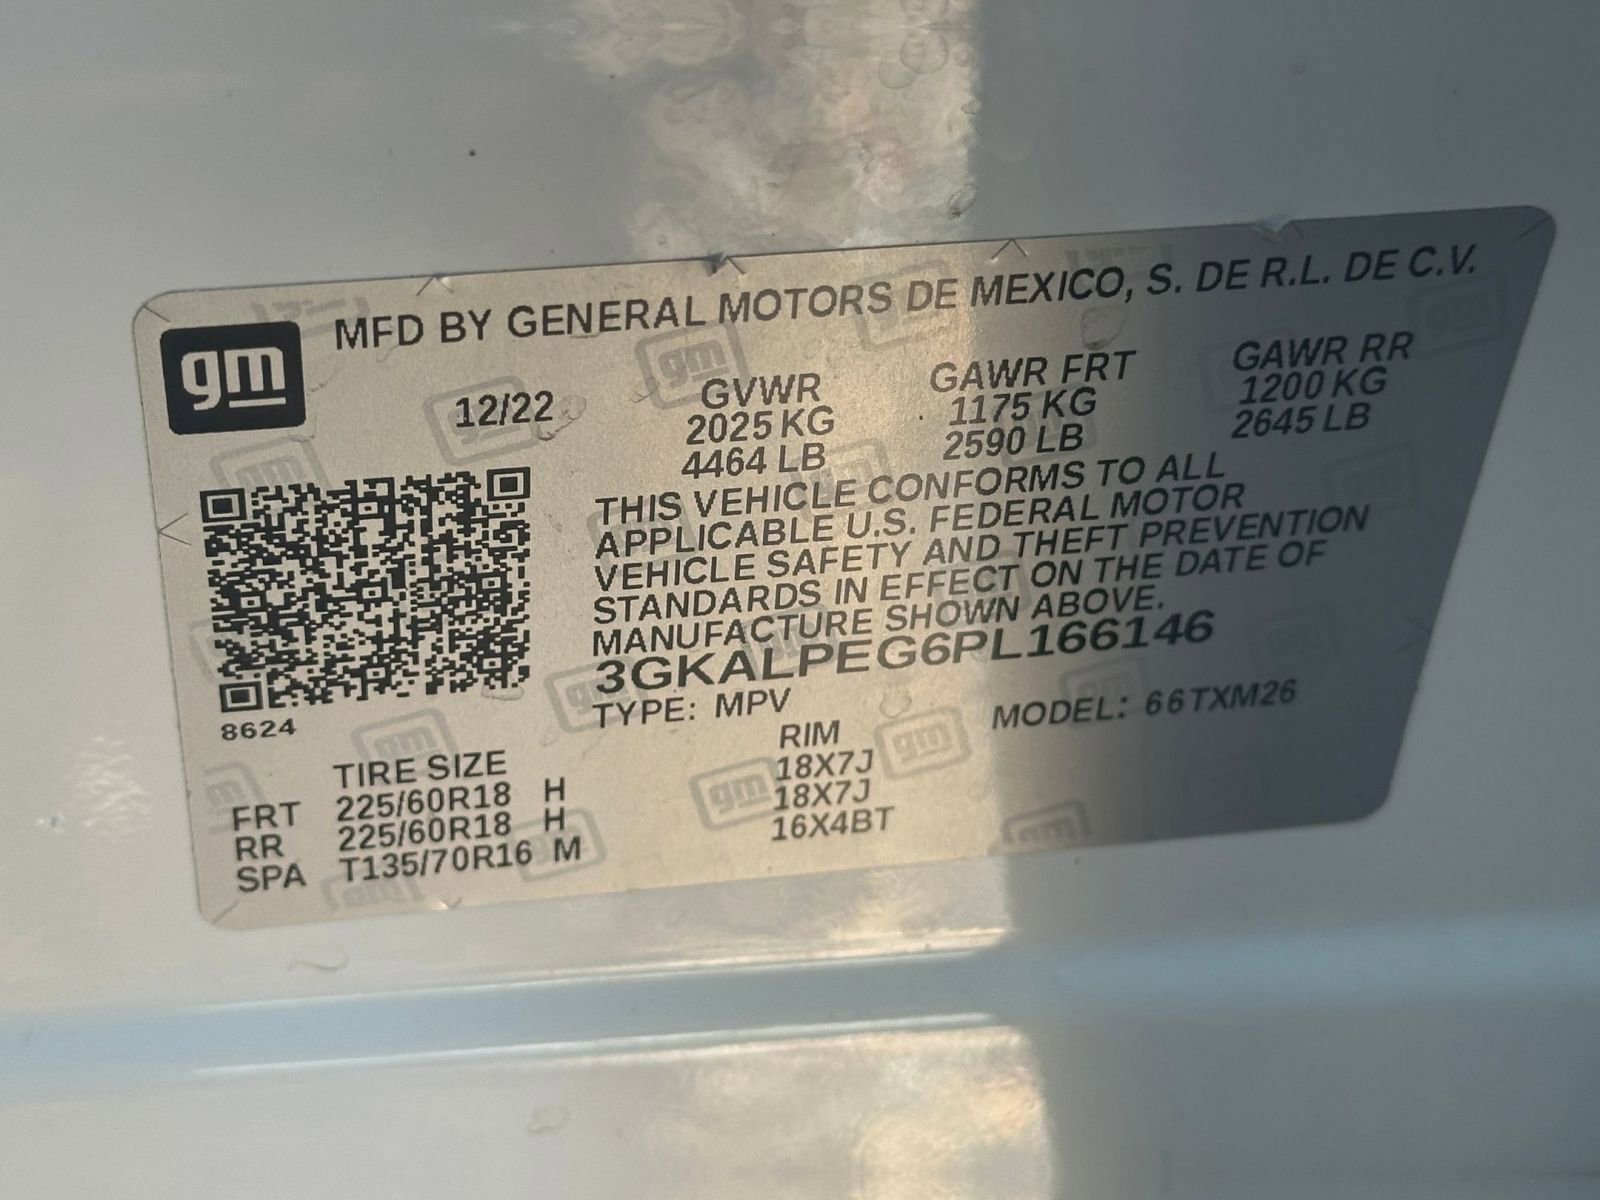 gm
MFD BY GENERAL MOTORS DE MEXICO, S. DE R.L. DE C.V.
12/22 GVWR GAWR FRT GAWR RR
2025 KG 1175 KG 1200 KG
4464 LB 2590 LB 2645 LB
THIS VEHICLE CONFORMS TO ALL
APPLICABLE U.S. FEDERAL MOTOR
VEHICLE SAFETY AND THEFT PREVENTION
STANDARDS IN EFFECT ON THE DATE OF
MANUFACTURE SHOWN ABOVE.
3GKALPEG6PL166146
TYPE: MPV MODEL: 66TXM26
8624
TIRE SIZE RIM
FRT 225/60R18 H 18X7J
RR 225/60R18 H 18X7J
SPA T135/70R16 M 16X4BT